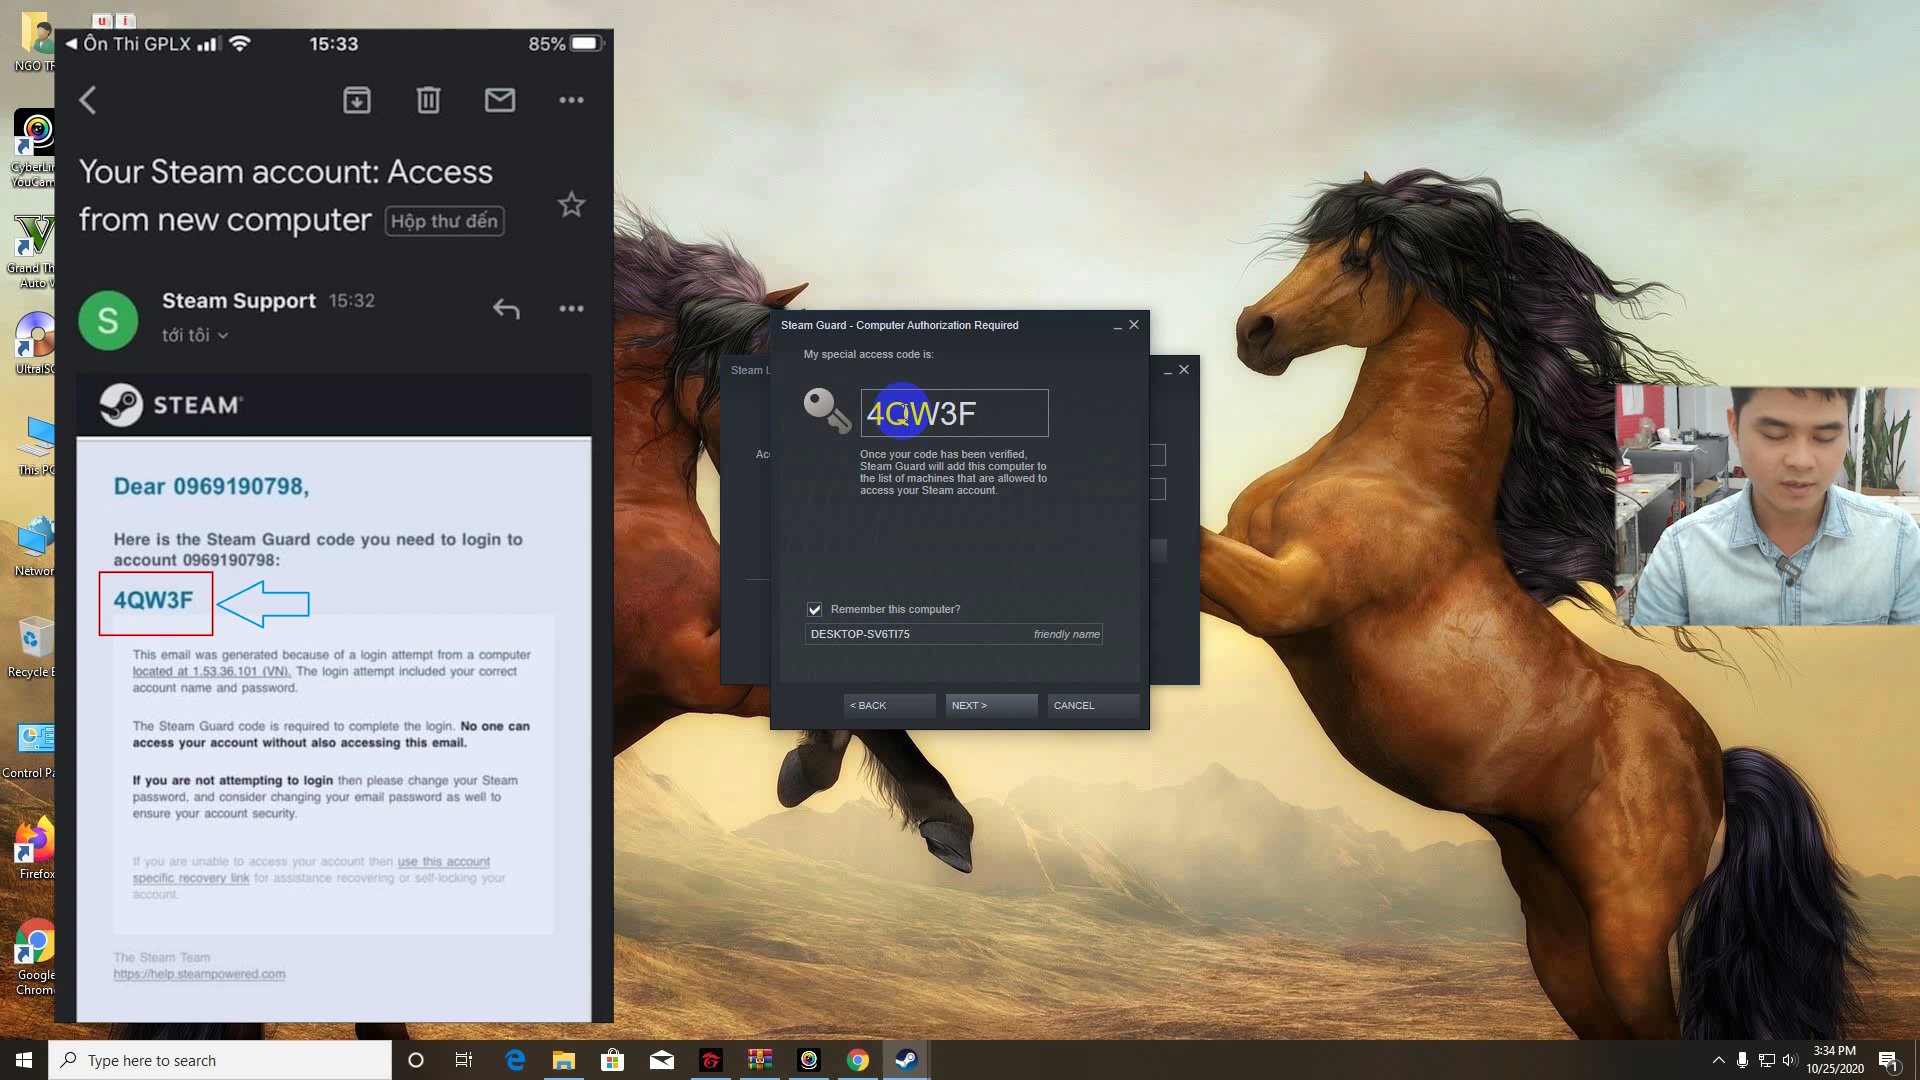 NGO TR
CyberLin
YouCam
Grand Th
Auto V
UltraISO
This PC
Networ
Recycle B
Control Pa
Firefox
Google
Chrom
u i
Ôn Thi GPLX
15:33
85%
Your Steam account: Access
from new computer Hộp thư đến
S
Steam Support 15:32
tới tôi
STEAM
Dear 0969190798,
Here is the Steam Guard code you need to login to
account 0969190798:
4QW3F
This email was generated because of a login attempt from a computer
located at 1.53.36.101 (VN). The login attempt included your correct
account name and password.
The Steam Guard code is required to complete the login. No one can
access your account without also accessing this email.
If you are not attempting to login then please change your Steam
password, and consider changing your email password as well to
ensure your account security.
If you are unable to access your account then use this account
specific recovery link for assistance recovering or self-locking your
account.
The Steam Team
https://help.steampowered.com
Steam L
Acc
Steam Guard - Computer Authorization Required
My special access code is:
4QW3F
Once your code has been verified,
Steam Guard will add this computer to
the list of machines that are allowed to
access your Steam account.
Remember this computer?
DESKTOP-SV6TI75 friendly name
< BACK NEXT > CANCEL
Type here to search
3:34 PM
10/25/2020
1